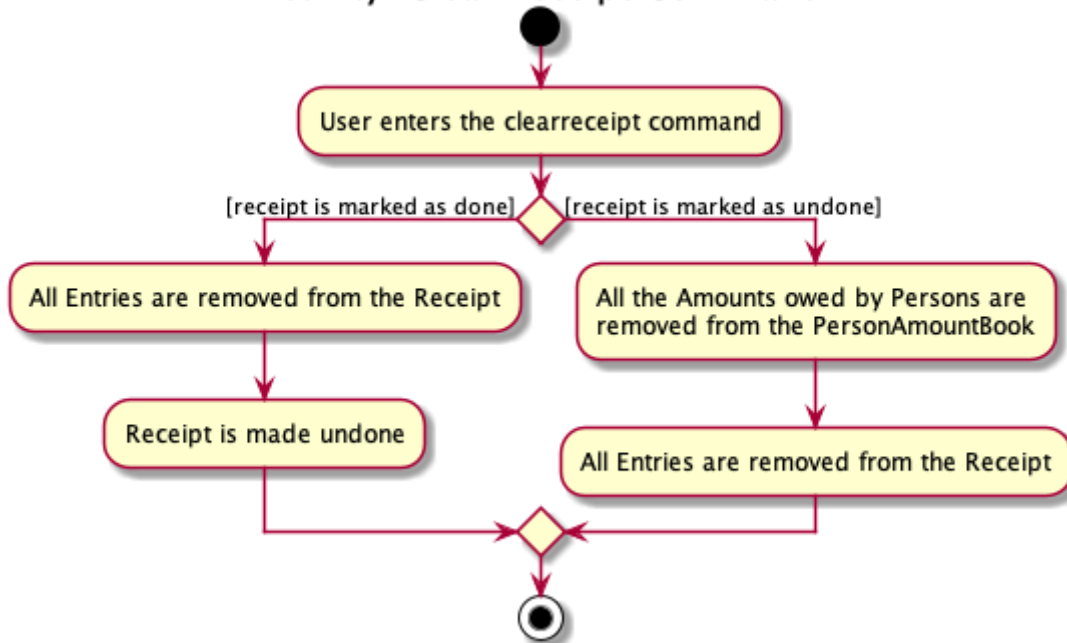 User enters the clearreceipt command
[receipt is marked as done]
[receipt is marked as undone]
All Entries are removed from the Receipt
All the Amounts owed by Persons are
removed from the PersonAmountBook
Receipt is made undone
All Entries are removed from the Receipt